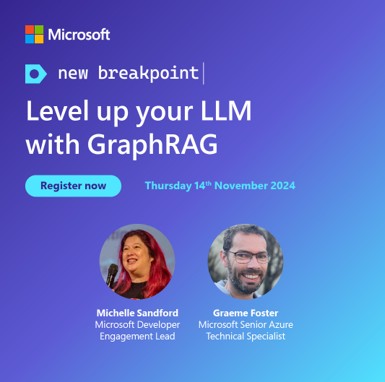 Microsoft
new breakpoint
Level up your LLM
with GraphRAG
Register now
Thursday 14th November 2024
Michelle Sandford
Microsoft Developer
Engagement Lead
Graeme Foster
Microsoft Senior Azure
Technical Specialist